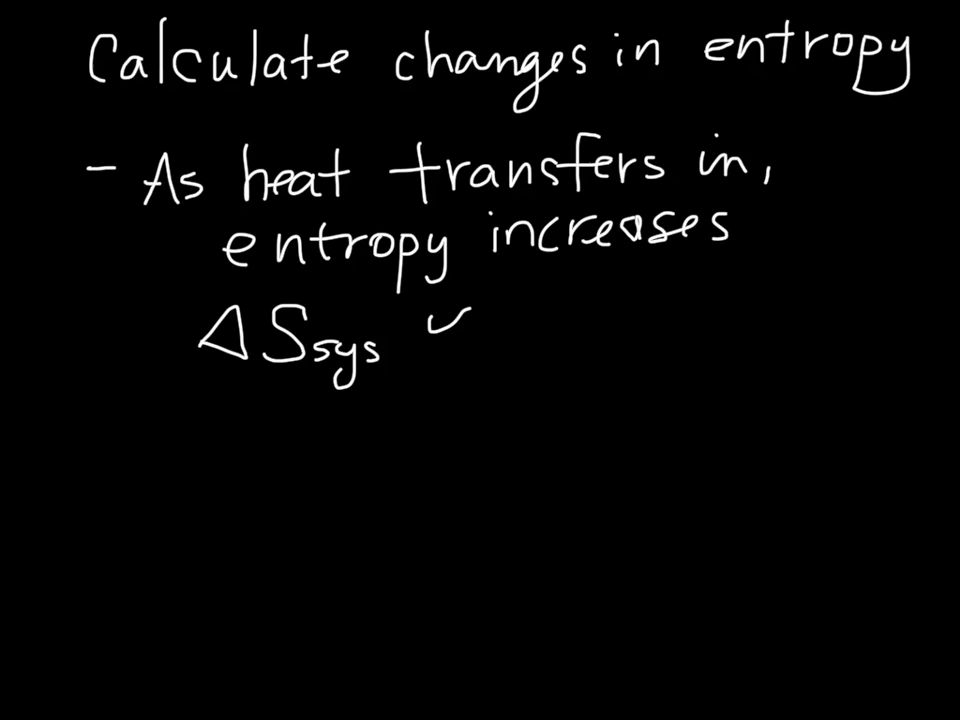 Calculate changes in entropy
- As heat transfers in,
entropy increases
ΔSsys